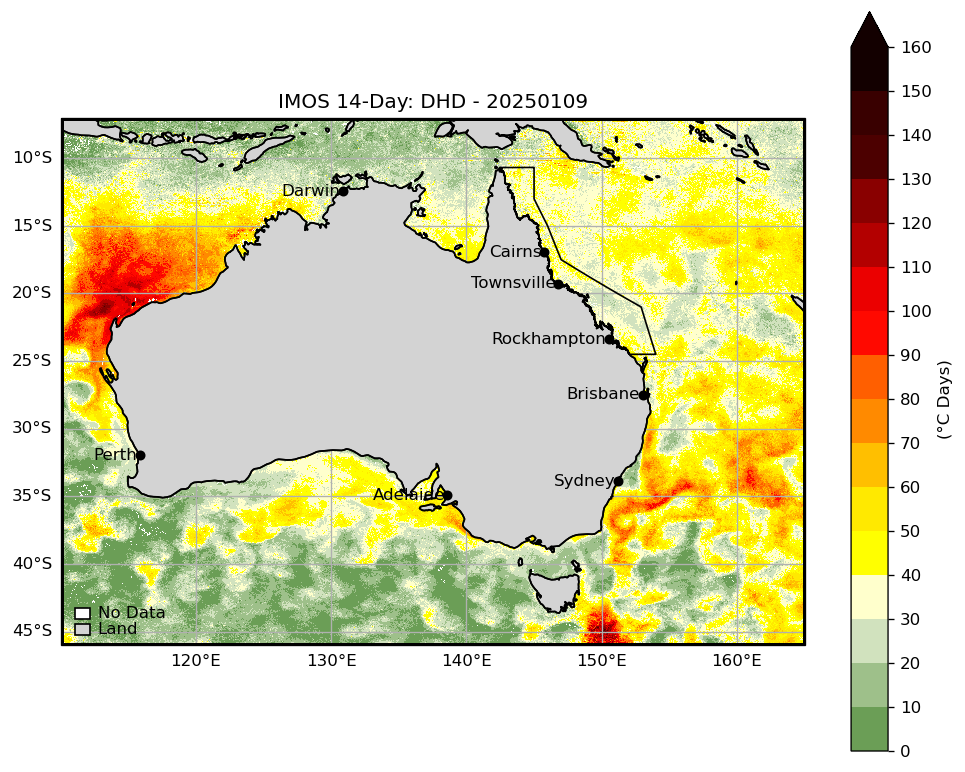 IMOS 14-Day: DHD - 20250109
160
150
140
130
120
110
100
90
80
70
60
50
40
30
20
10
0
(°C Days)
10°S
15°S
20°S
25°S
30°S
35°S
40°S
45°S
Darwin
Cairns
Townsville
Rockhampton
Brisbane
Perth
Sydney
Adelaide
No Data
Land
120°E 130°E 140°E 150°E 160°E